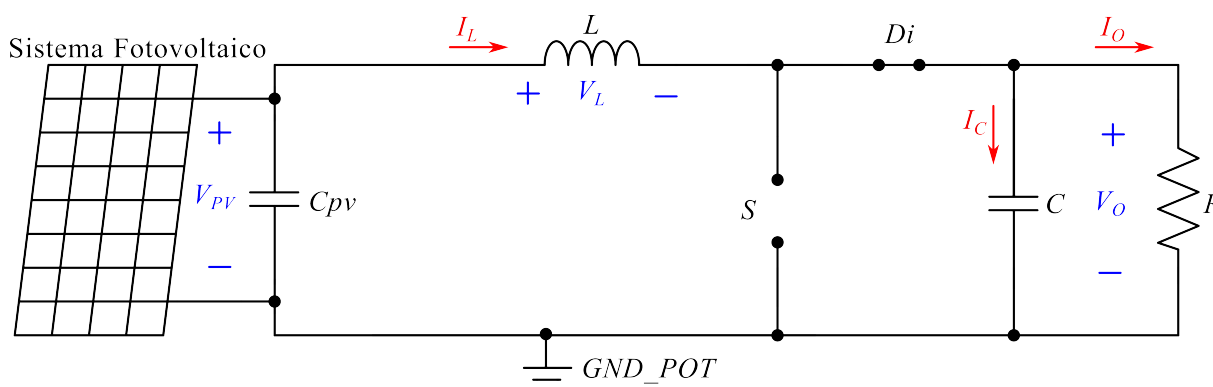 Sistema Fotovoltaico
I_L
L
Di
I_O
+ V_L −
+
V_PV
−
Cpv
S
I_C
C
+
V_O
−
GND_POT